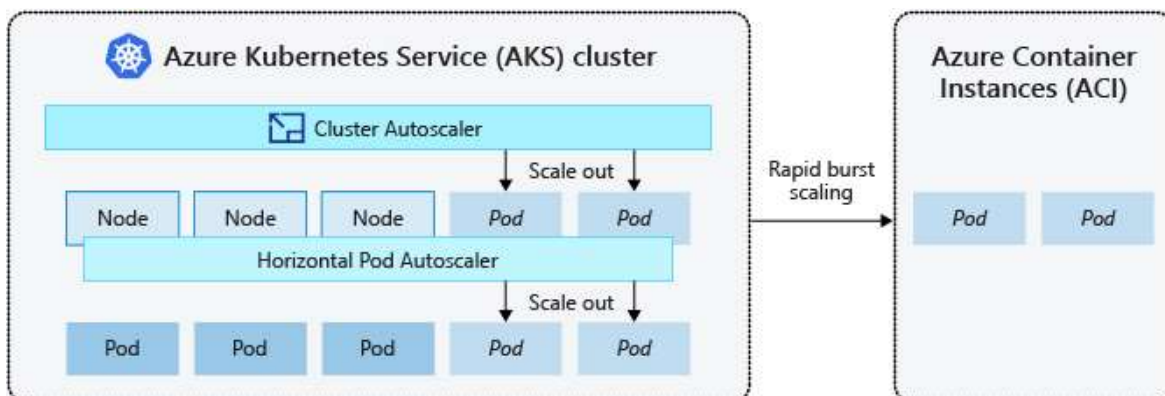 Azure Kubernetes Service (AKS) cluster
Cluster Autoscaler
Scale out
Node
Node
Node
Pod
Pod
Horizontal Pod Autoscaler
Scale out
Pod
Pod
Pod
Pod
Pod
Rapid burst
scaling
Azure Container
Instances (ACI)
Pod
Pod